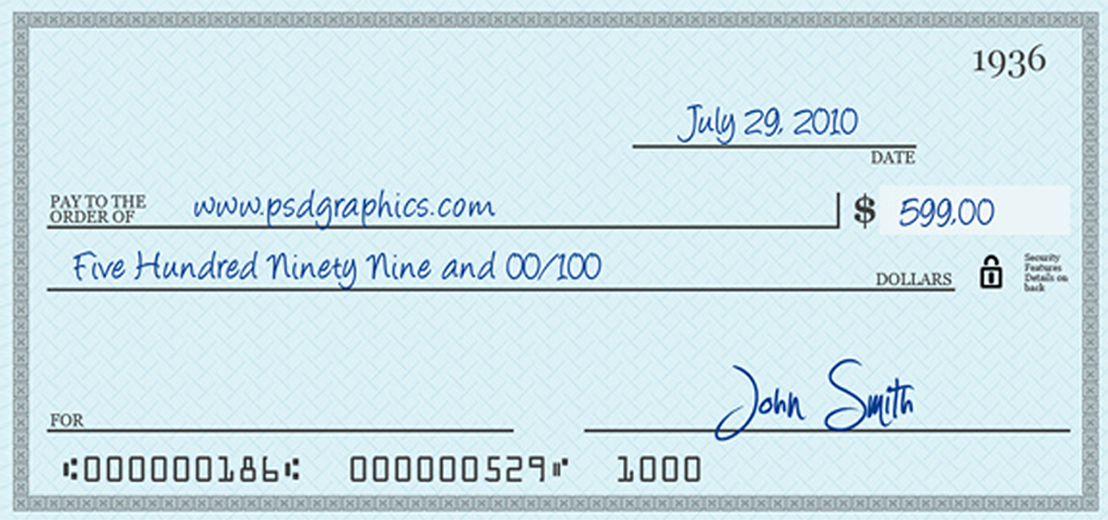 1936
July 29, 2010
DATE
PAY TO THE
ORDER OF www.psdgraphics.com $ 599.00
Five Hundred Ninety Nine and 00/100 DOLLARS
Security
Features
Details on
back
John Smith
FOR
⑆000000186⑆ 000000529⑈ 1000